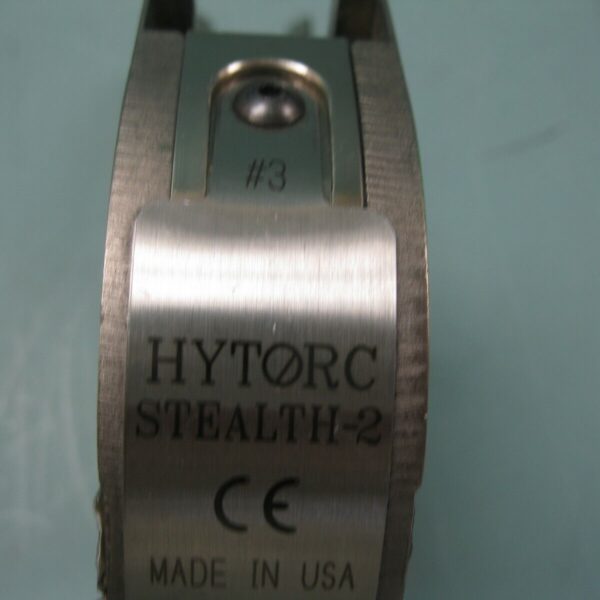 #3
HYTØRC
STEALTH-2
CE
MADE IN USA